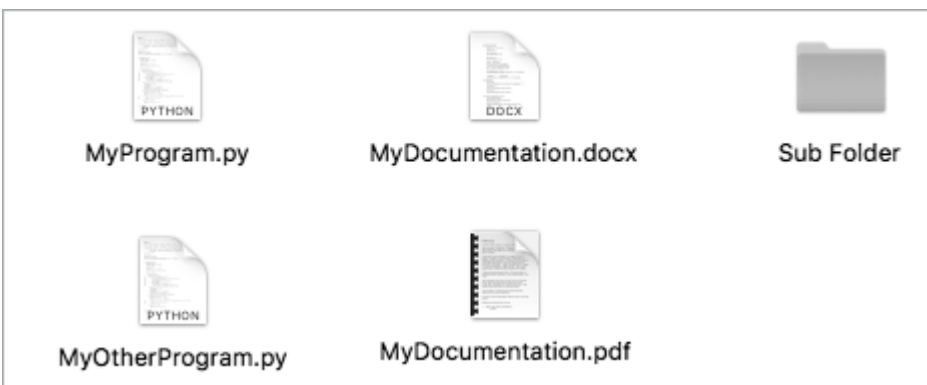 PYTHON
DOCX
MyProgram.py
MyDocumentation.docx
Sub Folder
PYTHON
MyOtherProgram.py
MyDocumentation.pdf